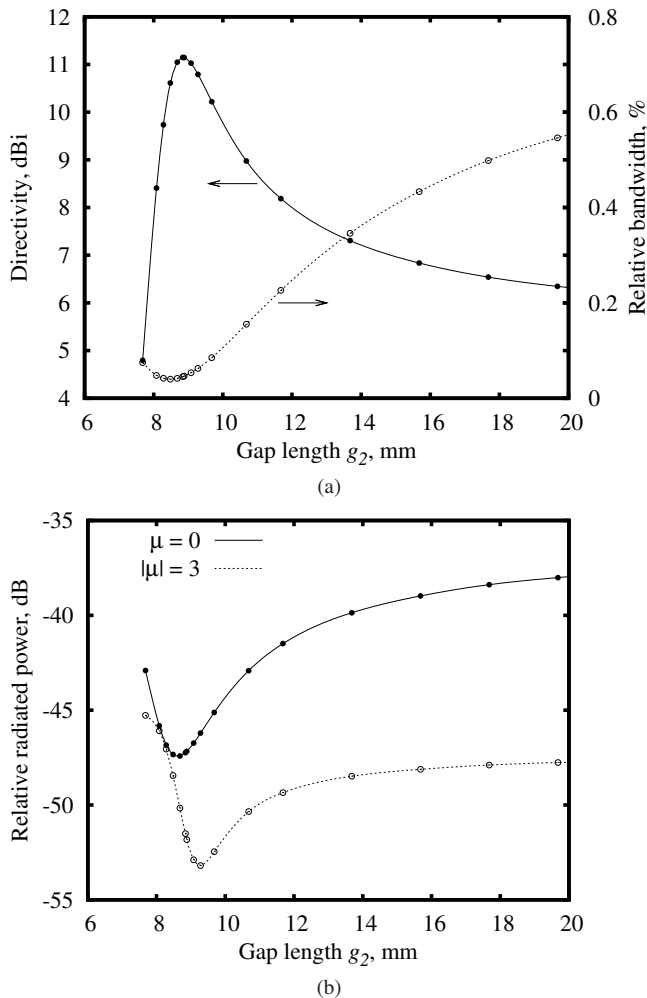 12
11
10
9
8
7
6
5
4
Directivity, dBi
0.8
0.6
0.4
0.2
0
Relative bandwidth, %
6 8 10 12 14 16 18 20
Gap length g2, mm
(a)
-35
-40
-45
-50
-55
Relative radiated power, dB
μ = 0
|μ| = 3
6 8 10 12 14 16 18 20
Gap length g2, mm
(b)